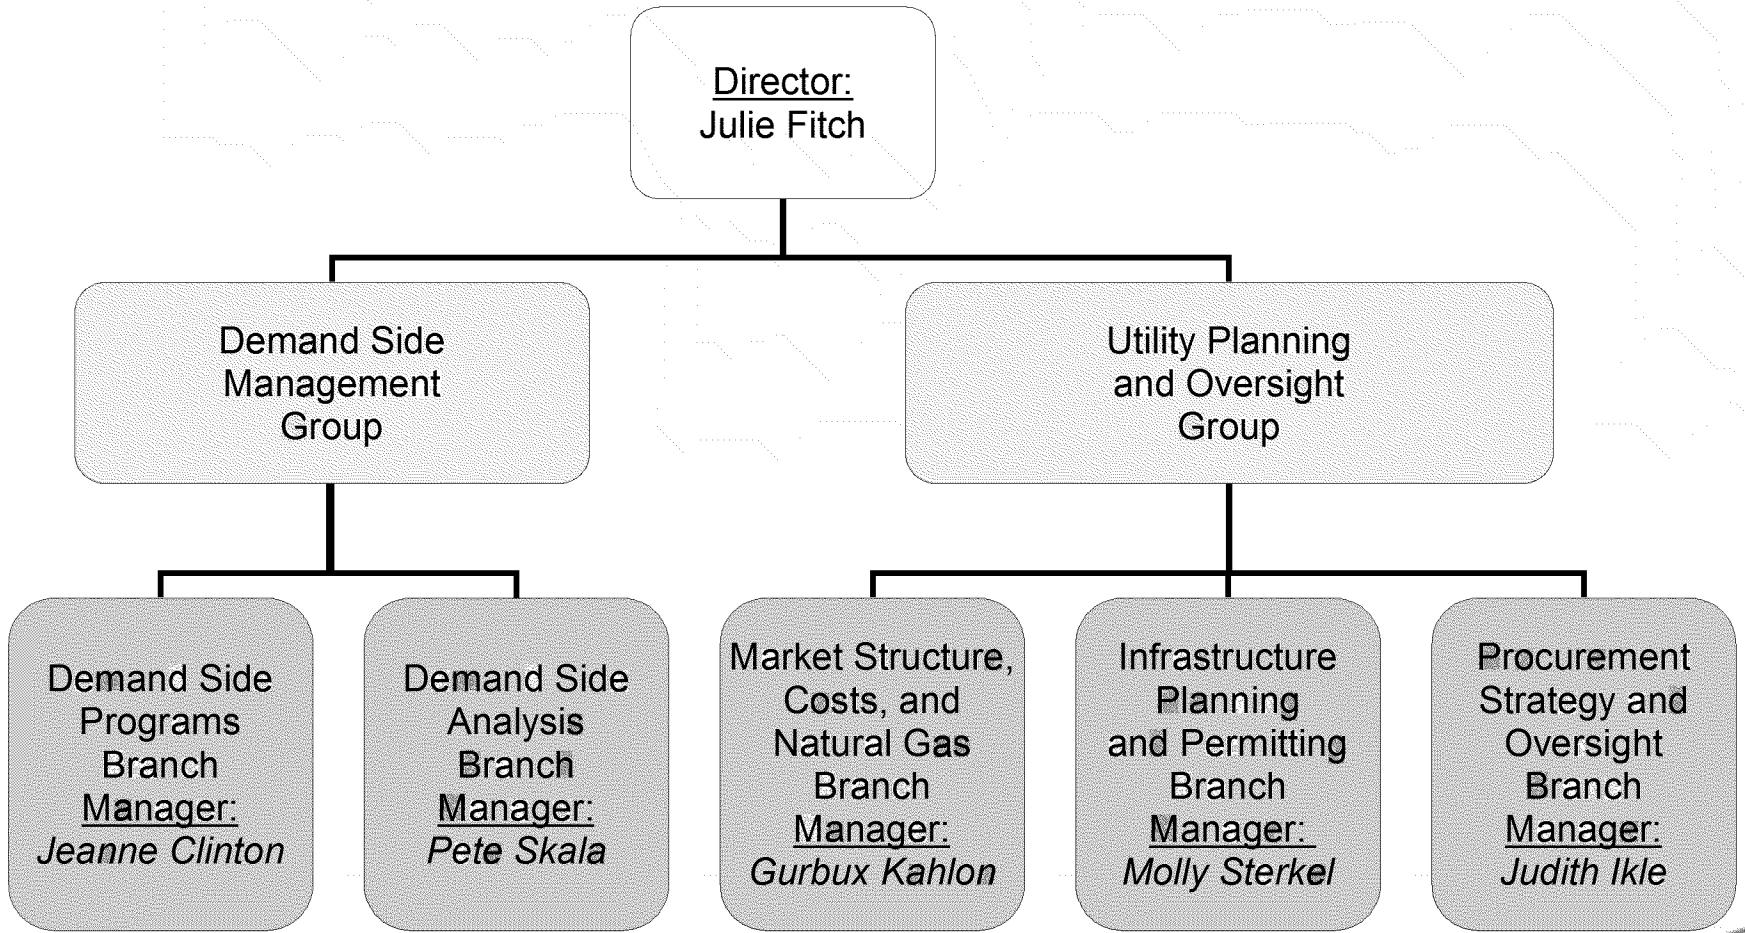 Director:
Julie Fitch
Demand Side
Management
Group
Utility Planning
and Oversight
Group
Demand Side
Programs
Branch
Manager:
Jeanne Clinton
Demand Side
Analysis
Branch
Manager:
Pete Skala
Market Structure,
Costs, and
Natural Gas
Branch
Manager:
Gurbux Kahlon
Infrastructure
Planning
and Permitting
Branch
Manager:
Molly Sterkel
Procurement
Strategy and
Oversight
Branch
Manager:
Judith Ikle